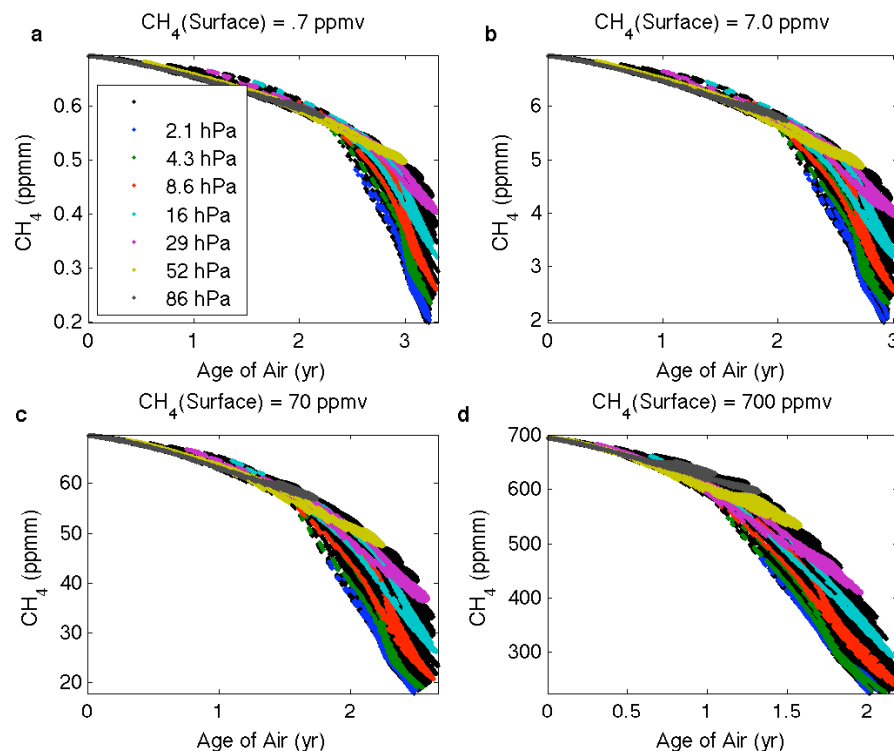 a
CH4(Surface) = .7 ppmv
0.6
0.5
0.4
0.3
0.2
CH4 (ppmm)
2.1 hPa
4.3 hPa
8.6 hPa
16 hPa
29 hPa
52 hPa
86 hPa
0 1 2 3
Age of Air (yr)
b
CH4(Surface) = 7.0 ppmv
6
5
4
3
2
CH4 (ppmm)
0 1 2 3
Age of Air (yr)
c
CH4(Surface) = 70 ppmv
60
50
40
30
20
CH4 (ppmm)
0 1 2
Age of Air (yr)
d
CH4(Surface) = 700 ppmv
700
600
500
400
300
CH4 (ppmm)
0 0.5 1 1.5 2
Age of Air (yr)